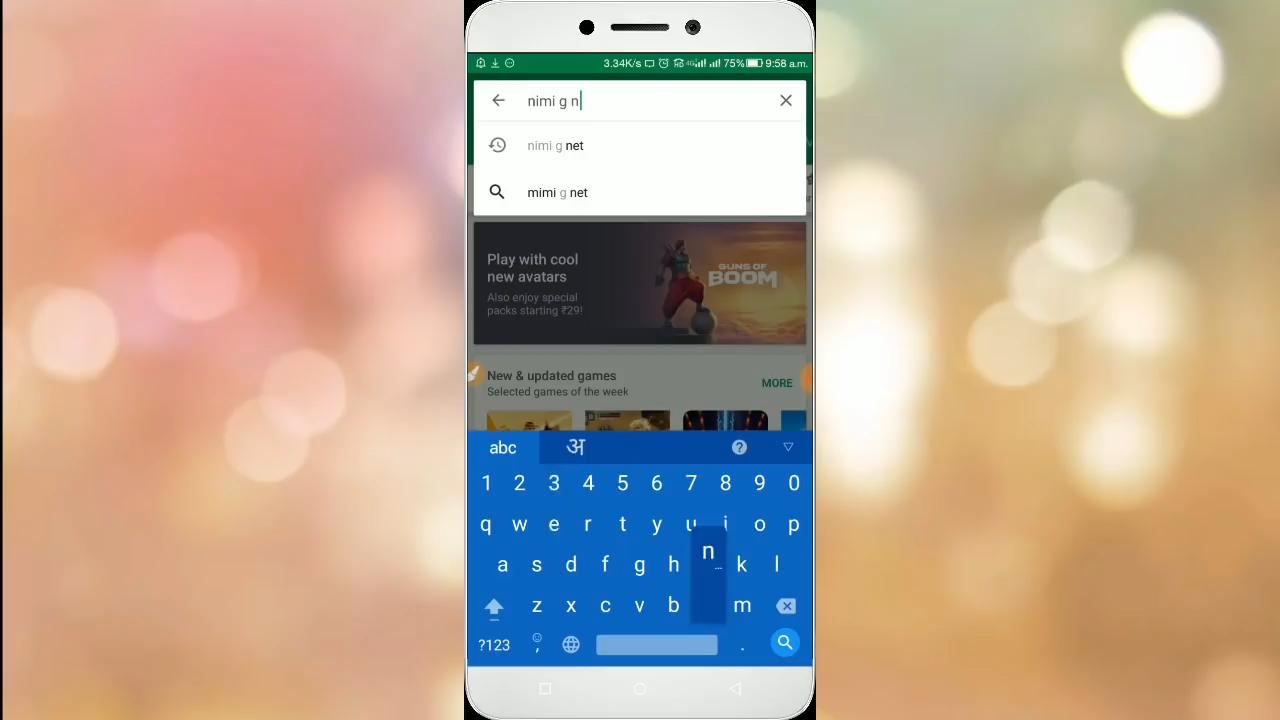 3.34K/s 4G 75% 9:58 a.m.
nimi g n
nimi g net
mimi g net
Play with cool
new avatars
Also enjoy special
packs starting ₹29!
GUNS OF
BOOM
New & updated games
Selected games of the week
MORE
abc अ ?
1 2 3 4 5 6 7 8 9 0
q w e r t y u i o p
a s d f g h n k l
z x c v b m
?123 , .